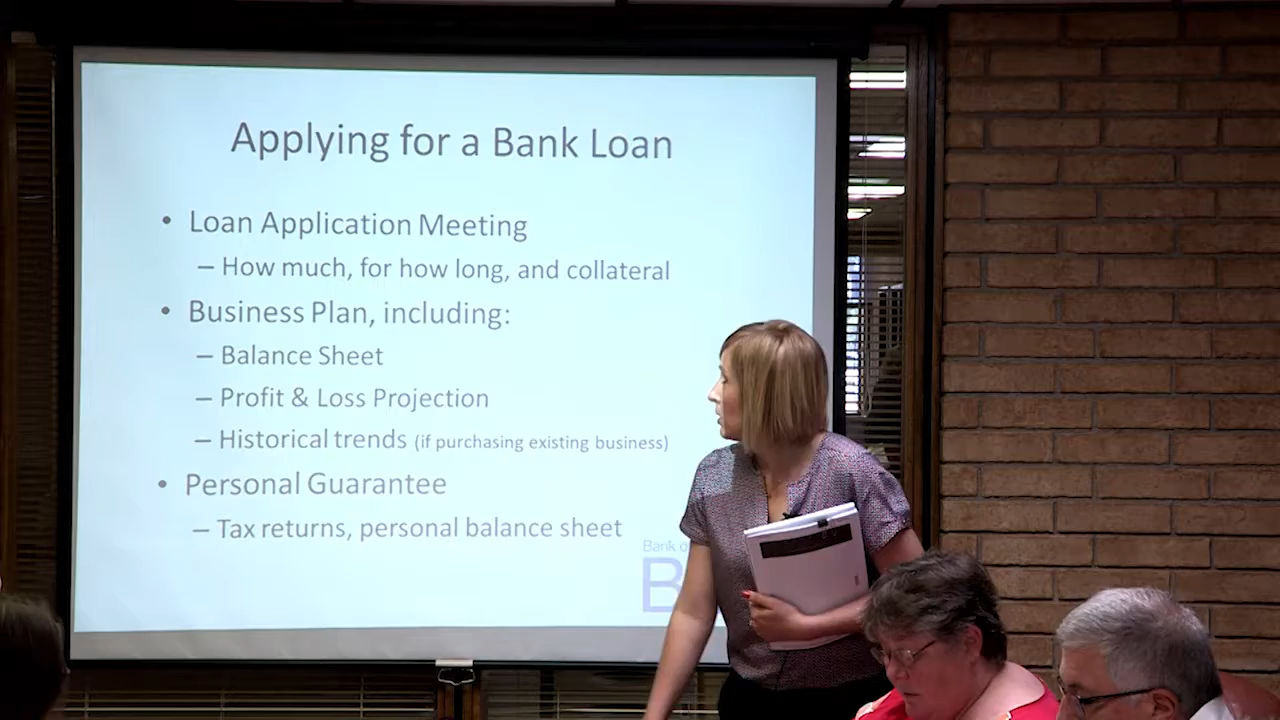 Applying for a Bank Loan
• Loan Application Meeting
– How much, for how long, and collateral
• Business Plan, including:
– Balance Sheet
– Profit & Loss Projection
– Historical trends (if purchasing existing business)
• Personal Guarantee
– Tax returns, personal balance sheet
Bank o
B